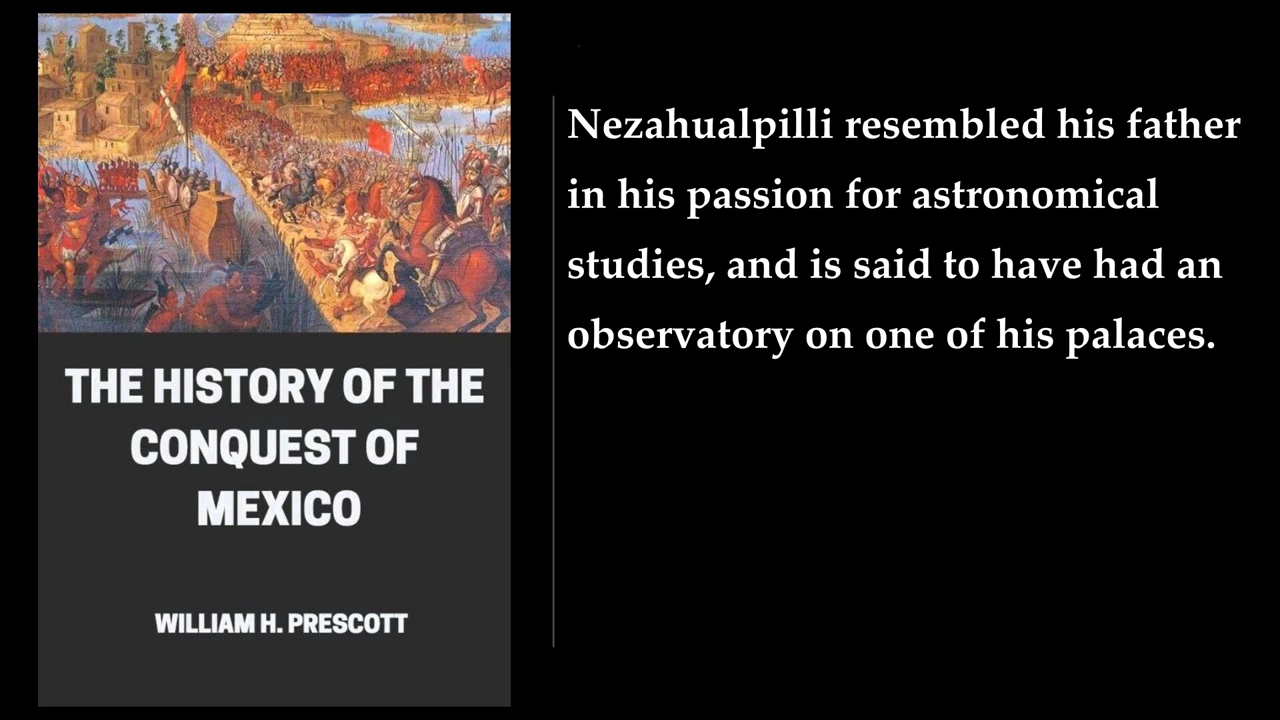 THE HISTORY OF THE
CONQUEST OF
MEXICO
WILLIAM H. PRESCOTT
Nezahualpilli resembled his father
in his passion for astronomical
studies, and is said to have had an
observatory on one of his palaces.